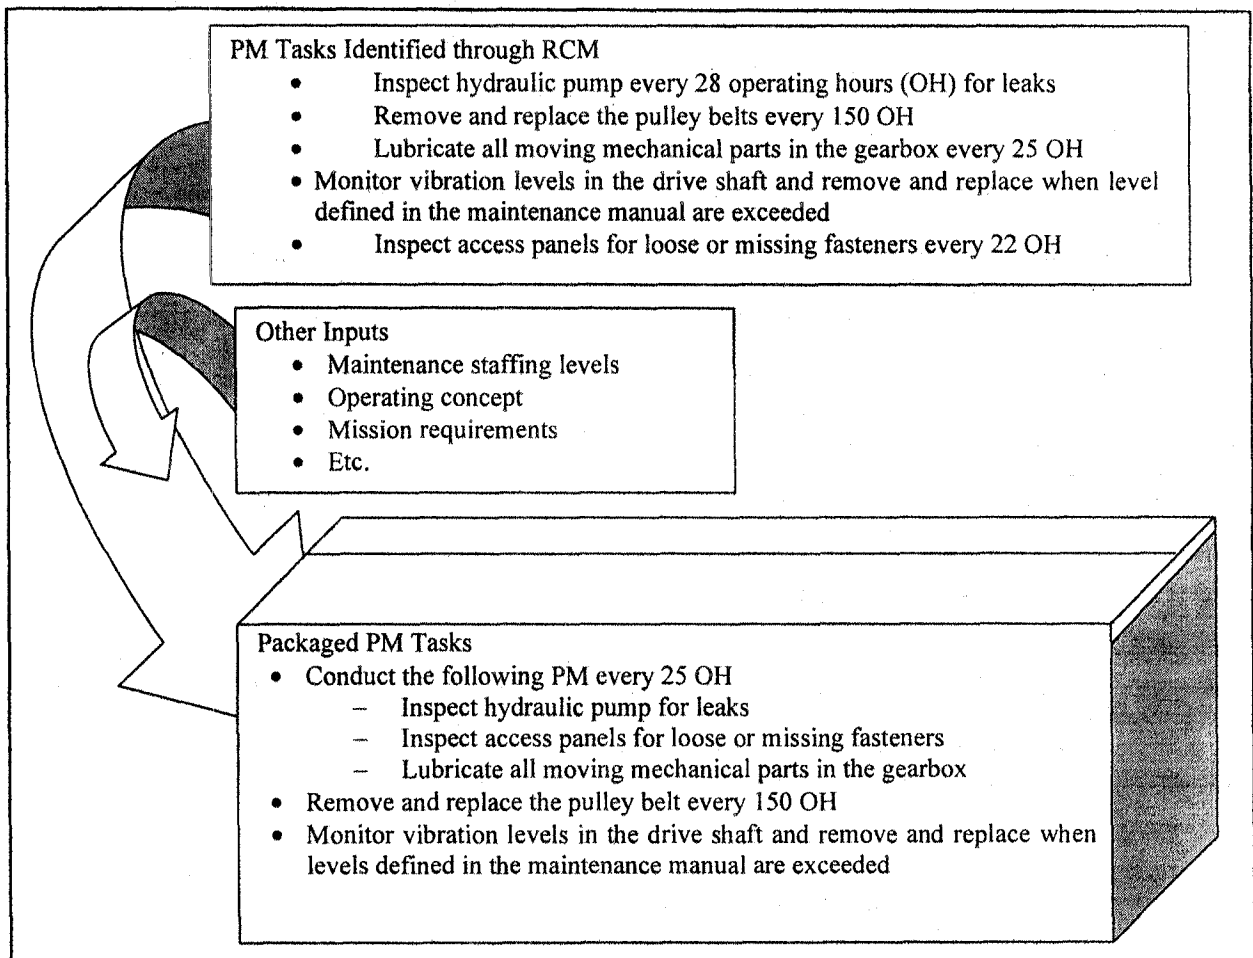 PM Tasks Identified through RCM
• Inspect hydraulic pump every 28 operating hours (OH) for leaks
• Remove and replace the pulley belts every 150 OH
• Lubricate all moving mechanical parts in the gearbox every 25 OH
• Monitor vibration levels in the drive shaft and remove and replace when level
defined in the maintenance manual are exceeded
• Inspect access panels for loose or missing fasteners every 22 OH
Other Inputs
• Maintenance staffing levels
• Operating concept
• Mission requirements
• Etc.
Packaged PM Tasks
• Conduct the following PM every 25 OH
– Inspect hydraulic pump for leaks
– Inspect access panels for loose or missing fasteners
– Lubricate all moving mechanical parts in the gearbox
• Remove and replace the pulley belt every 150 OH
• Monitor vibration levels in the drive shaft and remove and replace when
levels defined in the maintenance manual are exceeded